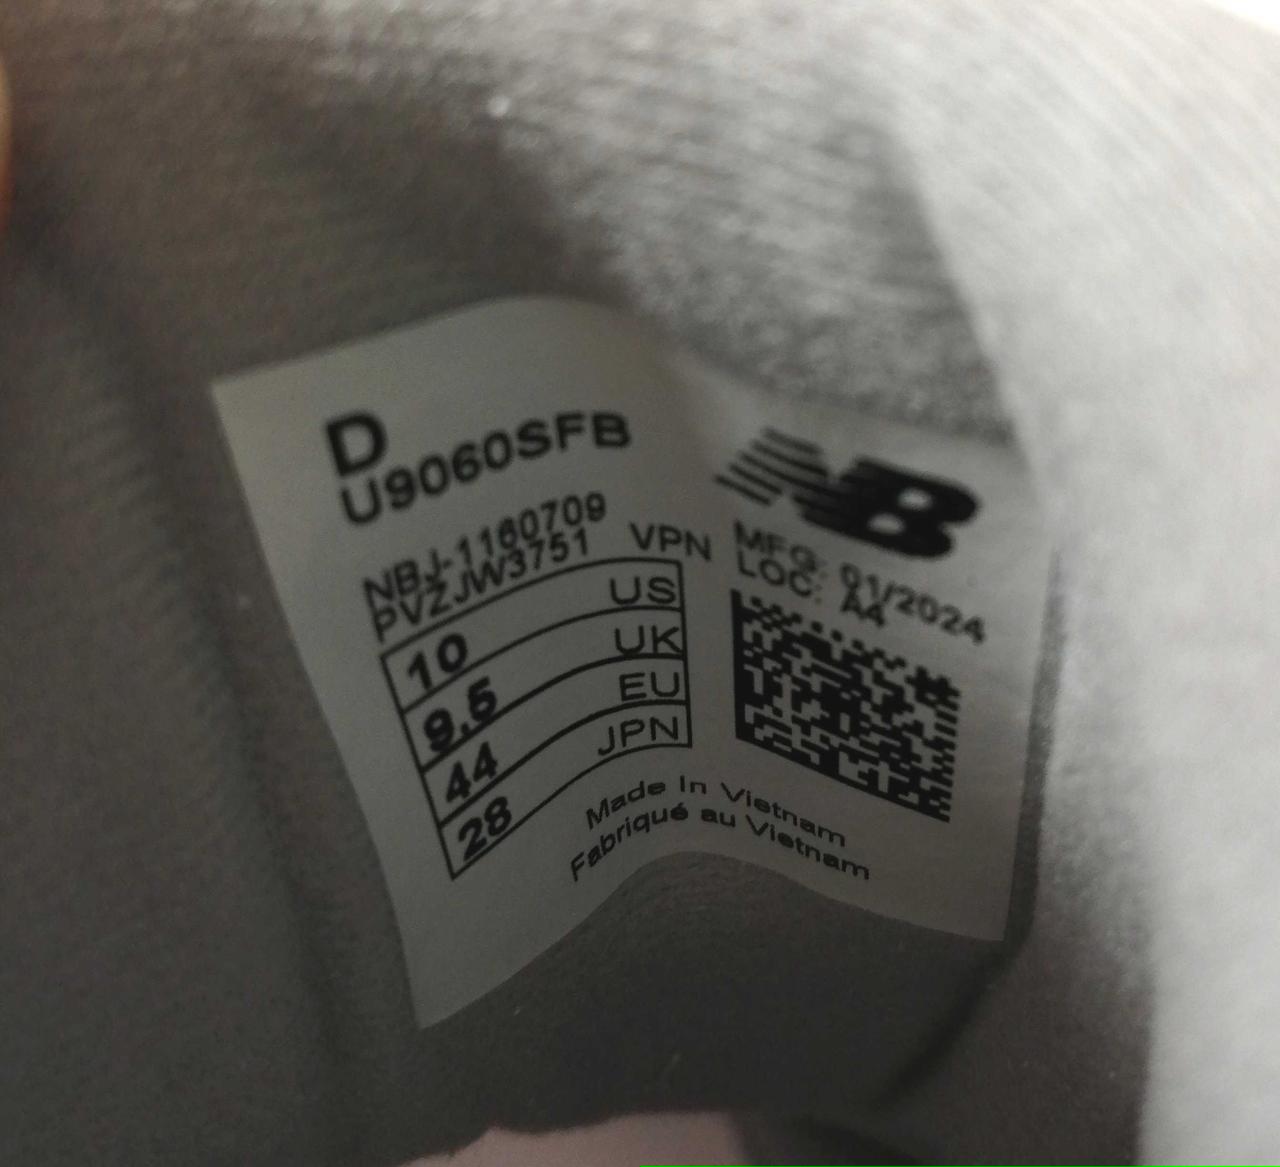 D
U9060SFB
NBJ-1160709
PVZJW3751 VPN
10 US
9.5 UK
44 EU
28 JPN
NB
MFG: 01/2024
LOC: A4
Made In Vietnam
Fabriqué au Vietnam